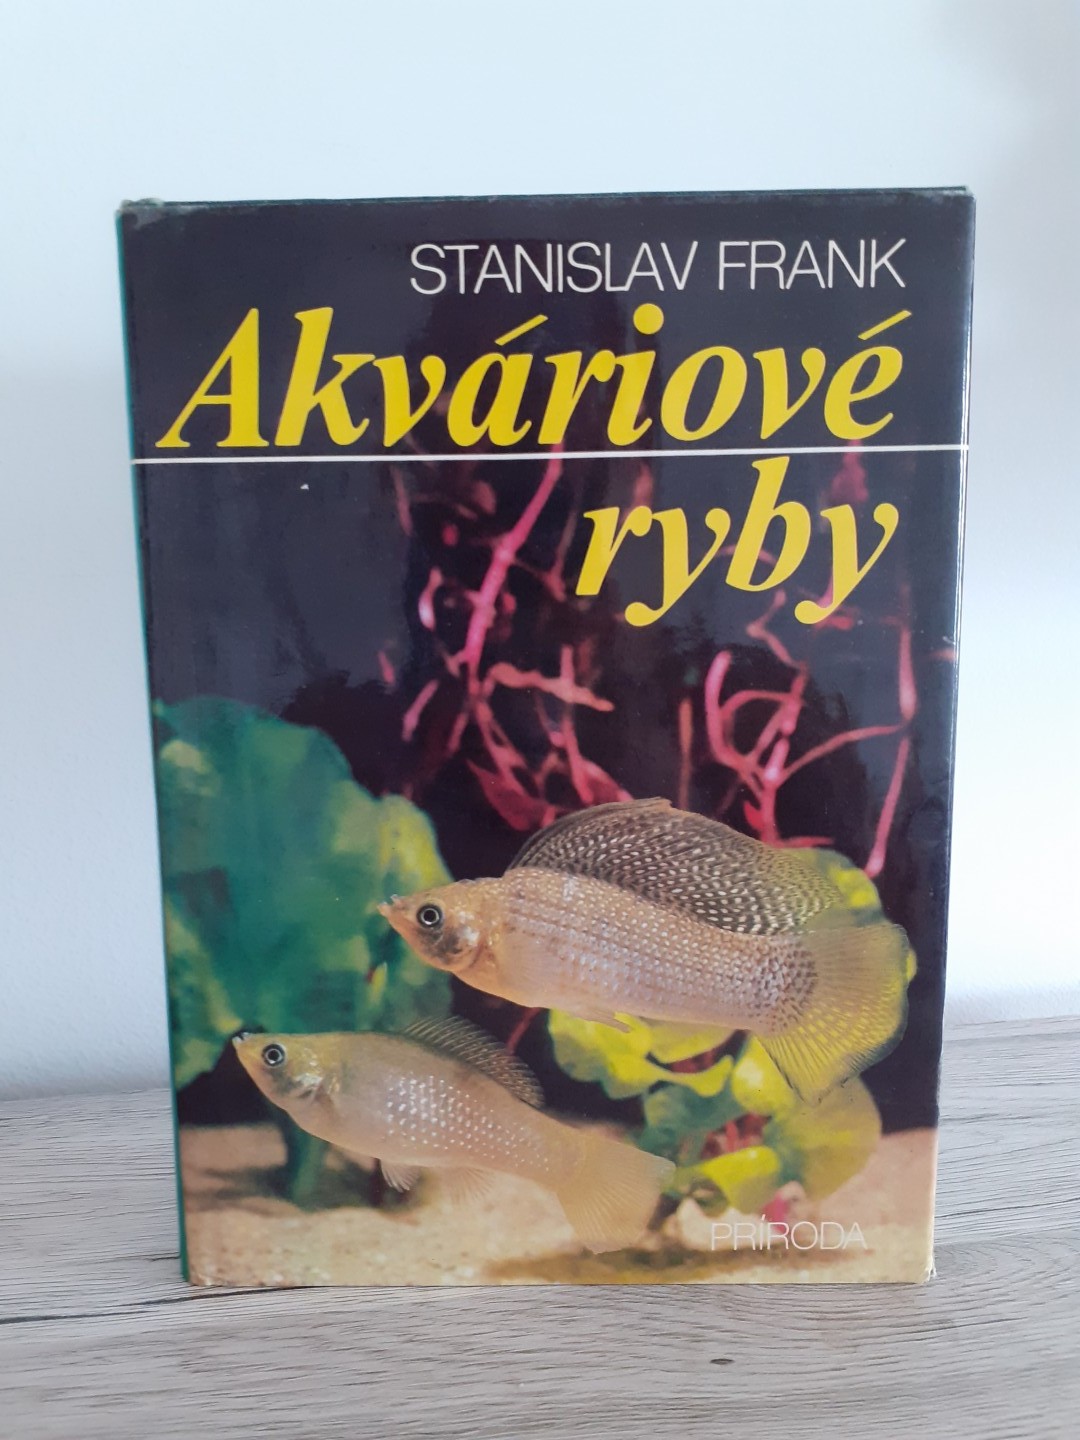 STANISLAV FRANK
Akváriové
ryby
PRÍRODA